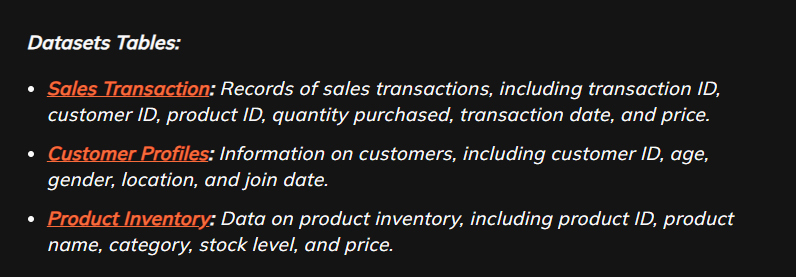 Datasets Tables:
• Sales Transaction: Records of sales transactions, including transaction ID,
customer ID, product ID, quantity purchased, transaction date, and price.
• Customer Profiles: Information on customers, including customer ID, age,
gender, location, and join date.
• Product Inventory: Data on product inventory, including product ID, product
name, category, stock level, and price.